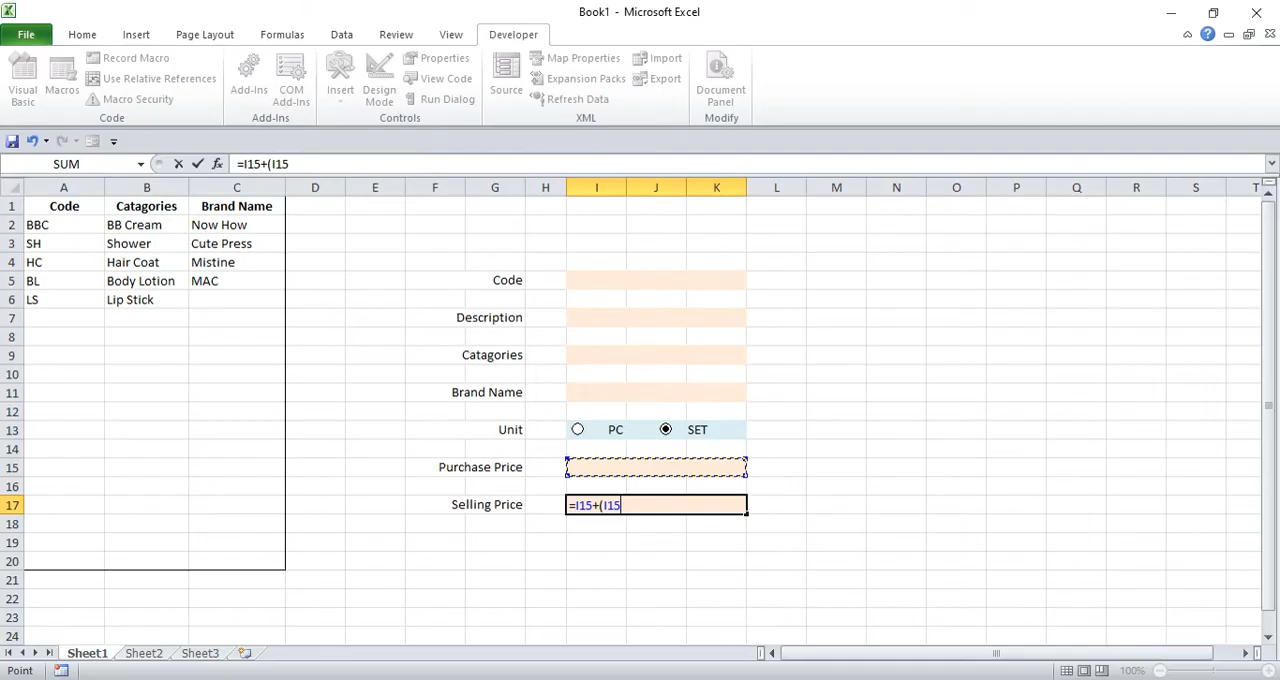 Book1 - Microsoft Excel
File Home Insert Page Layout Formulas Data Review View Developer
Visual Basic
Macros
Record Macro
Use Relative References
Macro Security
Code
Add-Ins
COM Add-Ins
Add-Ins
Insert
Design Mode
Properties
View Code
Run Dialog
Controls
Source
Map Properties
Expansion Packs
Refresh Data
Import
Export
XML
Document Panel
Modify
SUM fx =I15+(I15
A B C D E F G H I J K L M N O P Q R S T
1 Code Catagories Brand Name
2 BBC BB Cream Now How
3 SH Shower Cute Press
4 HC Hair Coat Mistine
5 BL Body Lotion MAC Code
6 LS Lip Stick
7 Description
8
9 Catagories
10
11 Brand Name
12
13 Unit PC SET
14
15 Purchase Price
16
17 Selling Price =I15+(I15
18
19
20
21
22
23
24
Sheet1 Sheet2 Sheet3
Point 100%